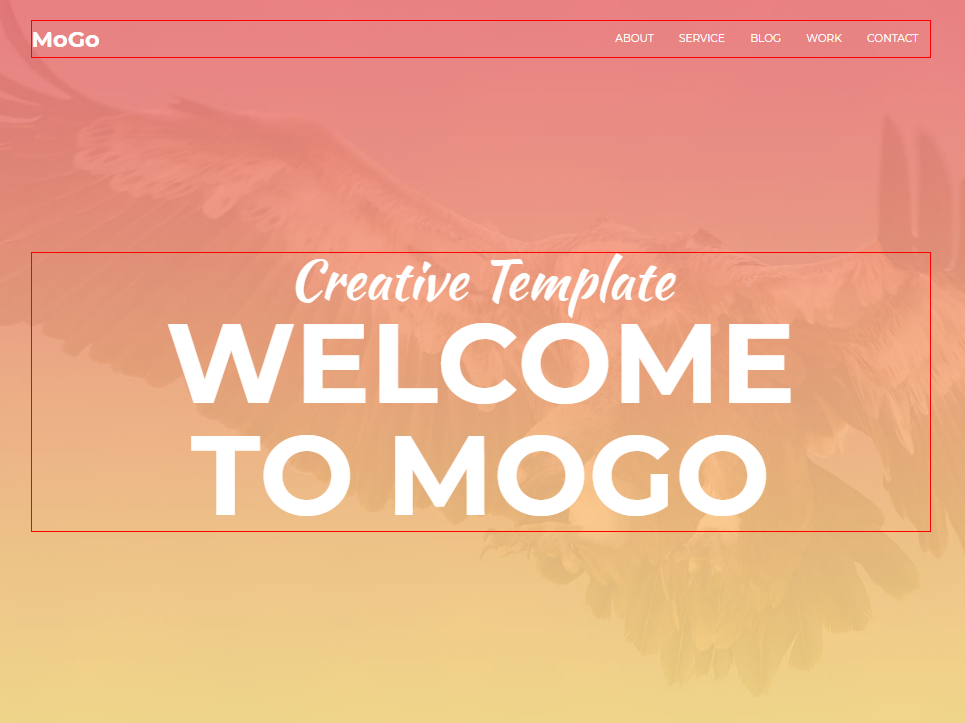 MoGo
ABOUT SERVICE BLOG WORK CONTACT
Creative Template
WELCOME
TO MOGO